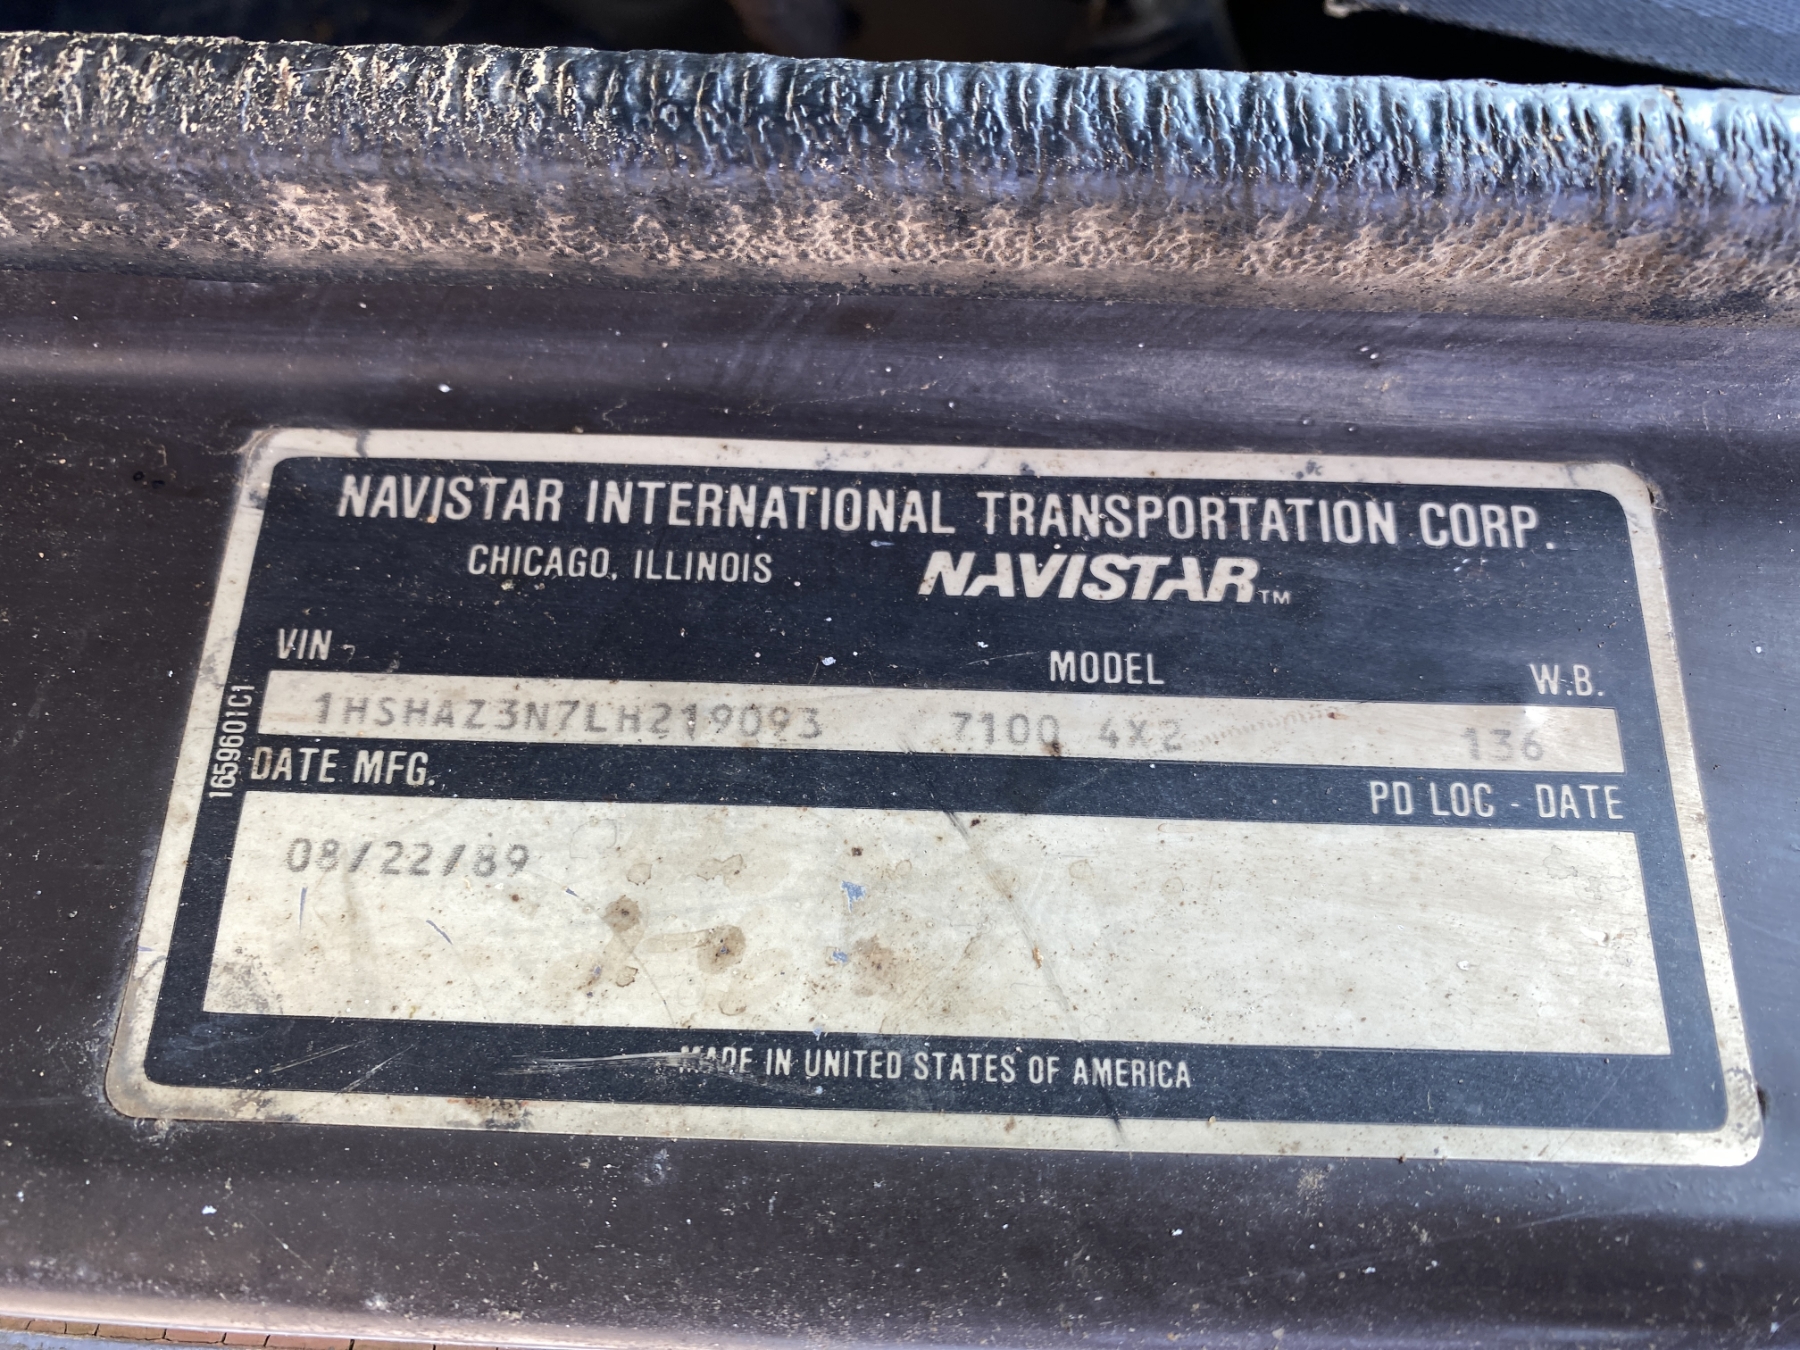 NAVISTAR INTERNATIONAL TRANSPORTATION CORP.
CHICAGO, ILLINOIS NAVISTAR™
VIN MODEL W.B.
1HSHAZ3N7LH219093 7100 4X2 136
1659601C1
DATE MFG. PD LOC - DATE
08/22/89
MADE IN UNITED STATES OF AMERICA